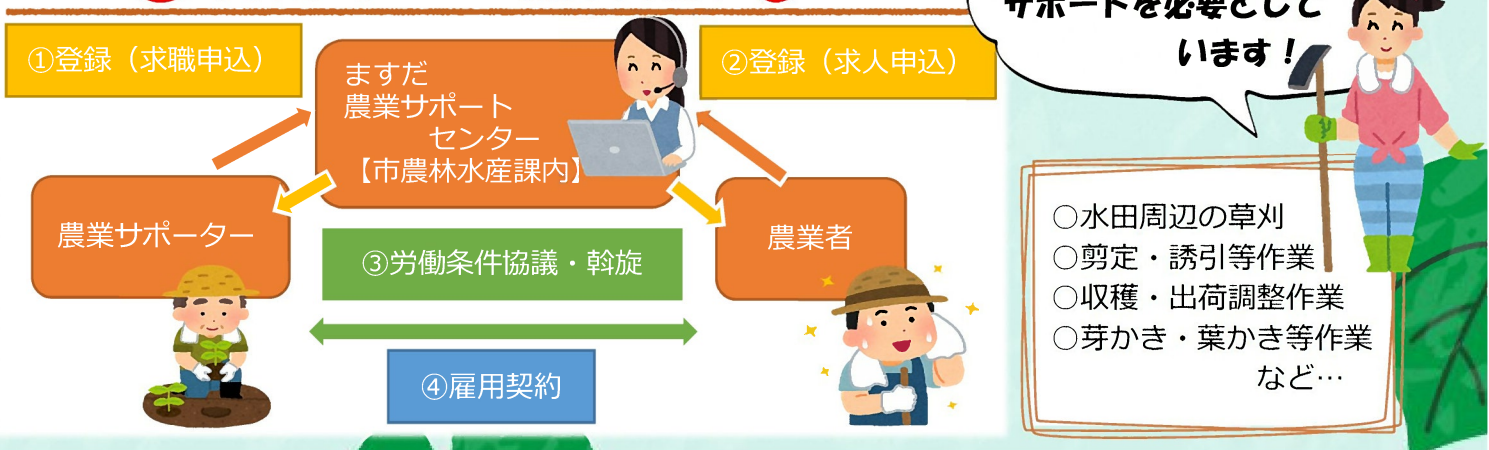 サポートを必要として
います！
①登録（求職申込）
ますだ
農業サポート
センター
【市農林水産課内】
②登録（求人申込）
農業サポーター
③労働条件協議・斡旋
農業者
④雇用契約
○水田周辺の草刈
○剪定・誘引等作業
○収穫・出荷調整作業
○芽かき・葉かき等作業
など…